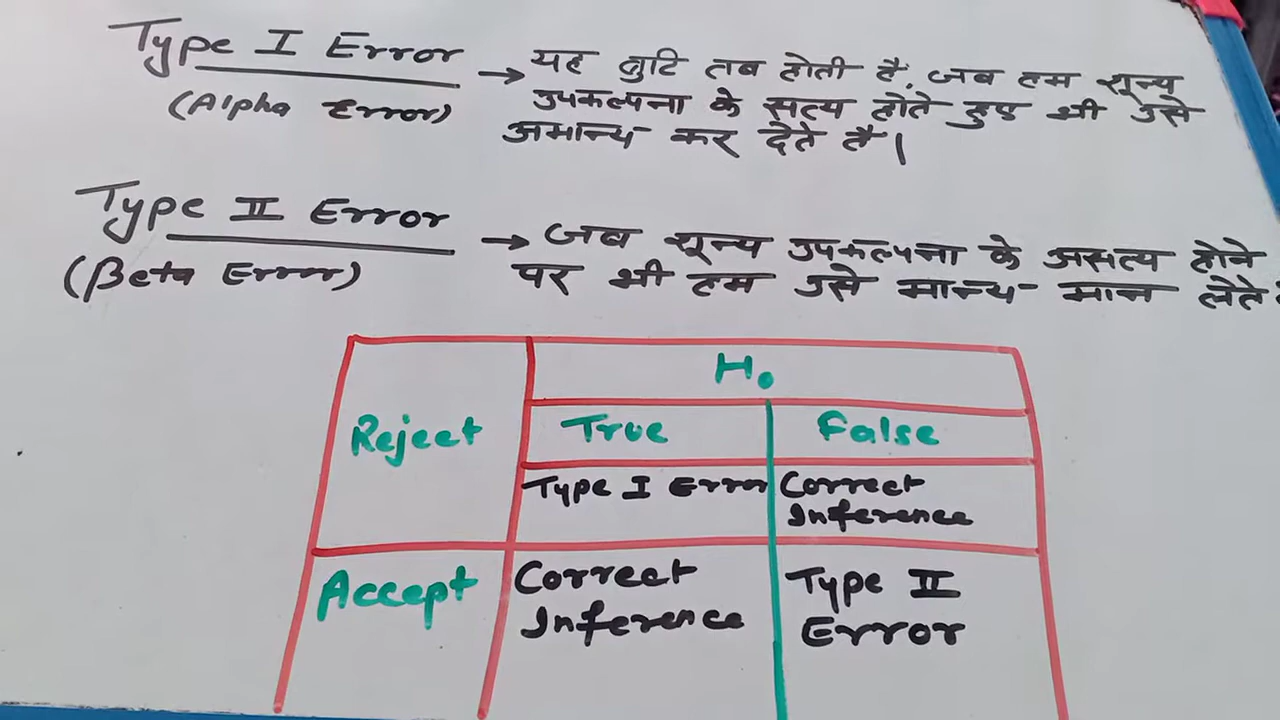 Type I Error → यह त्रुटि तब होती है, जब हम शून्य
(Alpha Error) उपकल्पना के सत्य होते हुए भी उसे
अमान्य कर देते है।
Type II Error → जब शून्य उपकल्पना के असत्य होने
(Beta Error) पर भी हम उसे मान्य मान लेते
H₀
Reject True False
Type I Error Correct
Inference
Accept Correct Type II
Inference Error